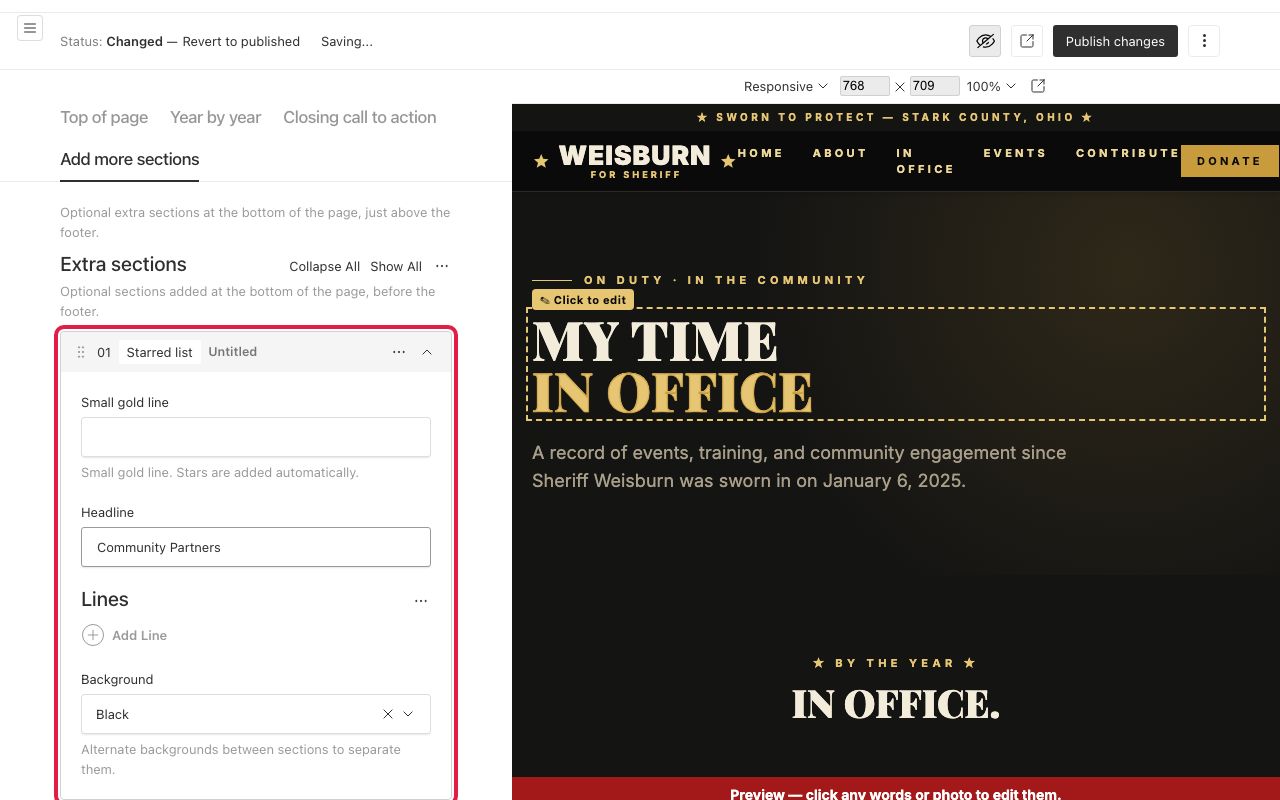 Status: Changed — Revert to published Saving...
Publish changes
Responsive 768 × 709 100%
Top of page Year by year Closing call to action
Add more sections
Optional extra sections at the bottom of the page, just above the
footer.
Extra sections Collapse All Show All
Optional sections added at the bottom of the page, before the
footer.
01 Starred list Untitled
Small gold line
Small gold line. Stars are added automatically.
Headline
Community Partners
Lines
Add Line
Background
Black
Alternate backgrounds between sections to separate
them.
★ SWORN TO PROTECT — STARK COUNTY, OHIO ★
★ WEISBURN ★
FOR SHERIFF
HOME ABOUT IN OFFICE EVENTS CONTRIBUTE DONATE
ON DUTY · IN THE COMMUNITY
✎ Click to edit
MY TIME
IN OFFICE
A record of events, training, and community engagement since
Sheriff Weisburn was sworn in on January 6, 2025.
★ BY THE YEAR ★
IN OFFICE.
Preview — click any words or photo to edit them.